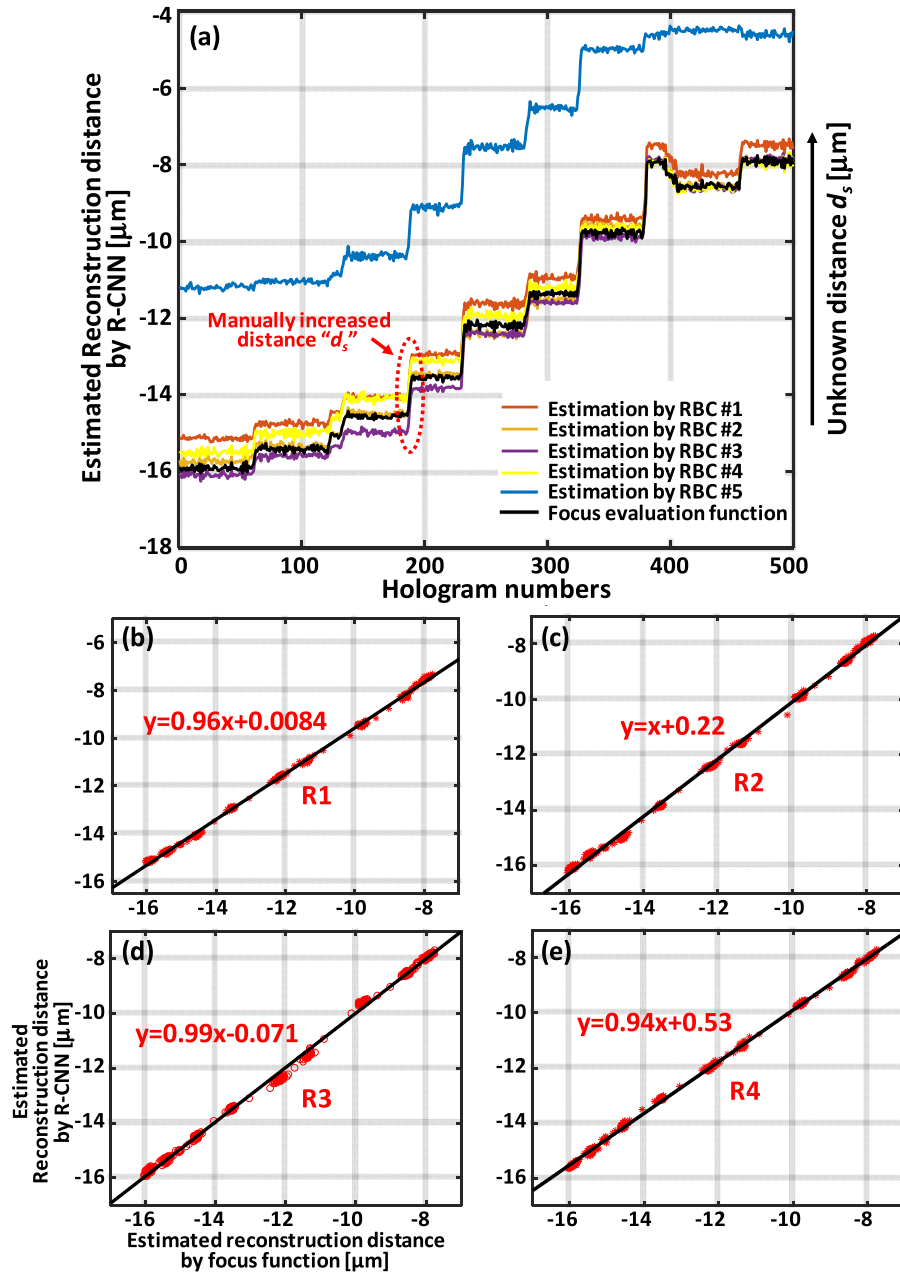 (a)
-4
-6
-8
-10
-12
-14
-16
-18
Estimated Reconstruction distance
by R-CNN [μm]
Manually increased
distance “ds”
Estimation by RBC #1
Estimation by RBC #2
Estimation by RBC #3
Estimation by RBC #4
Estimation by RBC #5
Focus evaluation function
Unknown distance ds [μm]
0 100 200 300 400 500
Hologram numbers
(b)
-6
-8
-10
-12
-14
-16
y=0.96x+0.0084
R1
-16 -14 -12 -10 -8
(c)
-8
-10
-12
-14
-16
y=x+0.22
R2
-16 -14 -12 -10 -8
(d)
-8
-10
-12
-14
-16
y=0.99x-0.071
R3
-16 -14 -12 -10 -8
Estimated
Reconstruction distance
by R-CNN [μm]
Estimated reconstruction distance
by focus function [μm]
(e)
-8
-10
-12
-14
-16
y=0.94x+0.53
R4
-16 -14 -12 -10 -8